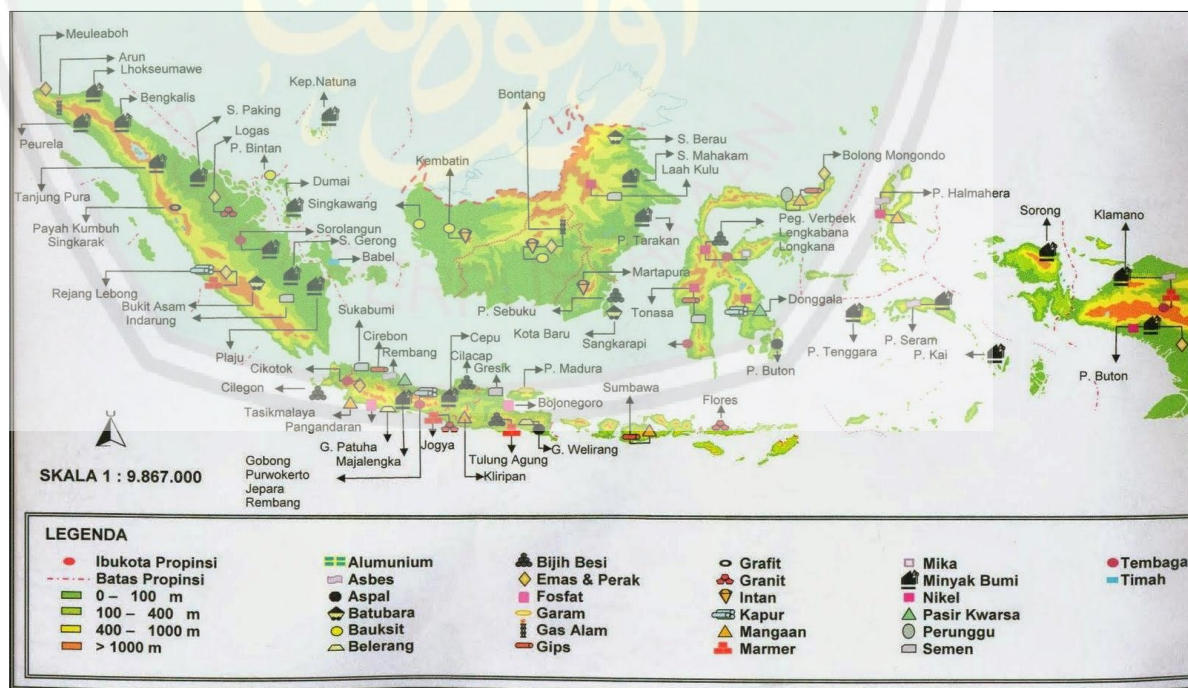 Meuleaboh
Arun
Lhokseumawe
Bengkalis
S. Paking
Logas
P. Bintan
Kep.Natuna
Dumai
Singkawang
Kembatin
Bontang
S. Berau
S. Mahakam
Laah Kulu
Bolong Mongondo
P. Halmahera
Sorong
Klamano
Peurela
Tanjung Pura
Payah Kumbuh
Singkarak
Sorolangun
S. Gerong
Babel
P. Tarakan
Peg. Verbeek
Lengkabana
Longkana
Rejang Lebong
Bukit Asam
Indarung
Plaju
Martapura
P. Sebuku
Kota Baru
Tonasa
Sangkarapi
Donggala
P. Buton
P. Tenggara
P. Seram
P. Kai
P. Buton
Sukabumi
Cirebon
Rembang
Cepu
Cilacap
Gresik
P. Madura
Cikotok
Cilegon
Tasikmalaya
Pangandaran
G. Patuha
Majalengka
Jogya
Bojonegoro
Tulung Agung
Kliripan
G. Welirang
Sumbawa
Flores
Gobong
Purwokerto
Jepara
Rembang
U
SKALA 1 : 9.867.000
LEGENDA
Ibukota Propinsi
Batas Propinsi
0 – 100 m
100 – 400 m
400 – 1000 m
> 1000 m
Alumunium
Asbes
Aspal
Batubara
Bauksit
Belerang
Bijih Besi
Emas & Perak
Fosfat
Garam
Gas Alam
Gips
Grafit
Granit
Intan
Kapur
Mangaan
Marmer
Mika
Minyak Bumi
Nikel
Pasir Kwarsa
Perunggu
Semen
Tembaga
Timah